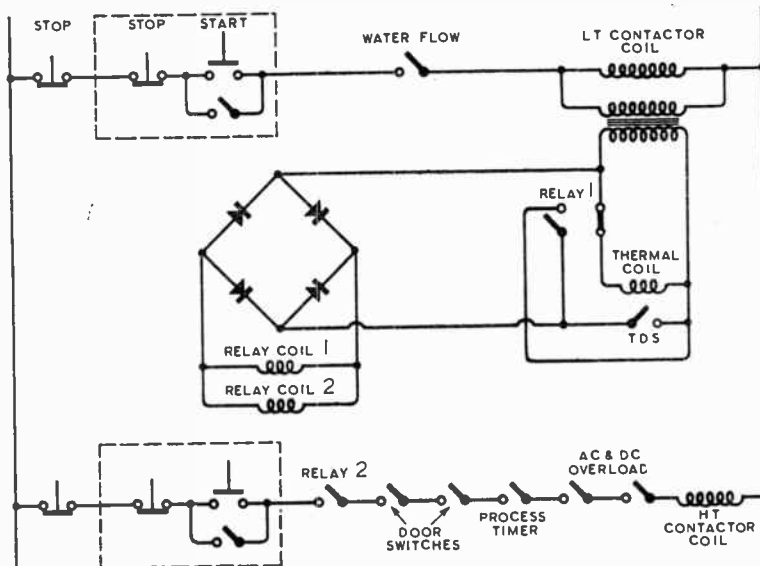 STOP
STOP
START
WATER FLOW
LT CONTACTOR
COIL
RELAY 1
THERMAL
COIL
TDS
RELAY COIL 1
RELAY COIL 2
RELAY 2
DOOR
SWITCHES
PROCESS
TIMER
AC & DC
OVERLOAD
HT
CONTACTOR
COIL